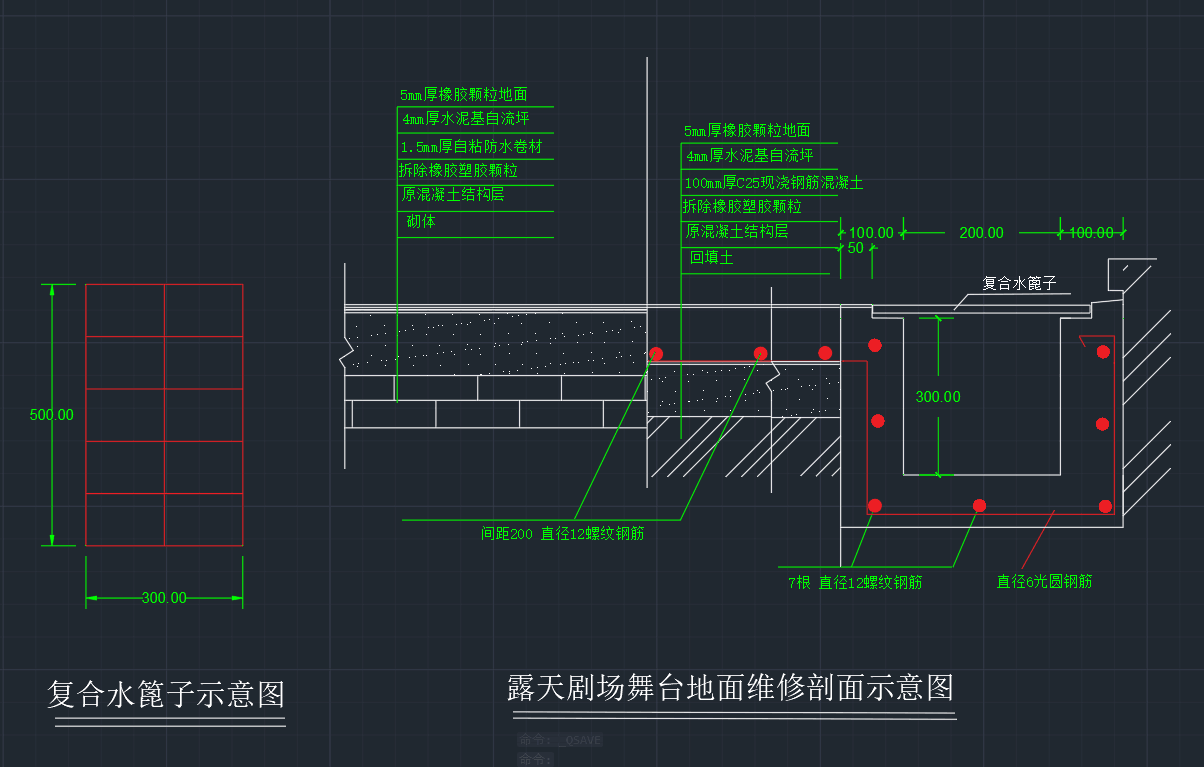 5mm厚橡胶颗粒地面
4mm厚水泥基自流坪
1.5mm厚自粘防水卷材
拆除橡胶塑胶颗粒
原混凝土结构层
砌体
5mm厚橡胶颗粒地面
4mm厚水泥基自流坪
100mm厚C25现浇钢筋混凝土
拆除橡胶塑胶颗粒
原混凝土结构层
回填土
100.00
200.00
100.00
50
复合水篦子
300.00
500.00
300.00
间距200 直径12螺纹钢筋
7根 直径12螺纹钢筋
直径6光圆钢筋
复合水篦子示意图
露天剧场舞台地面维修剖面示意图
命令: _QSAVE
命令: